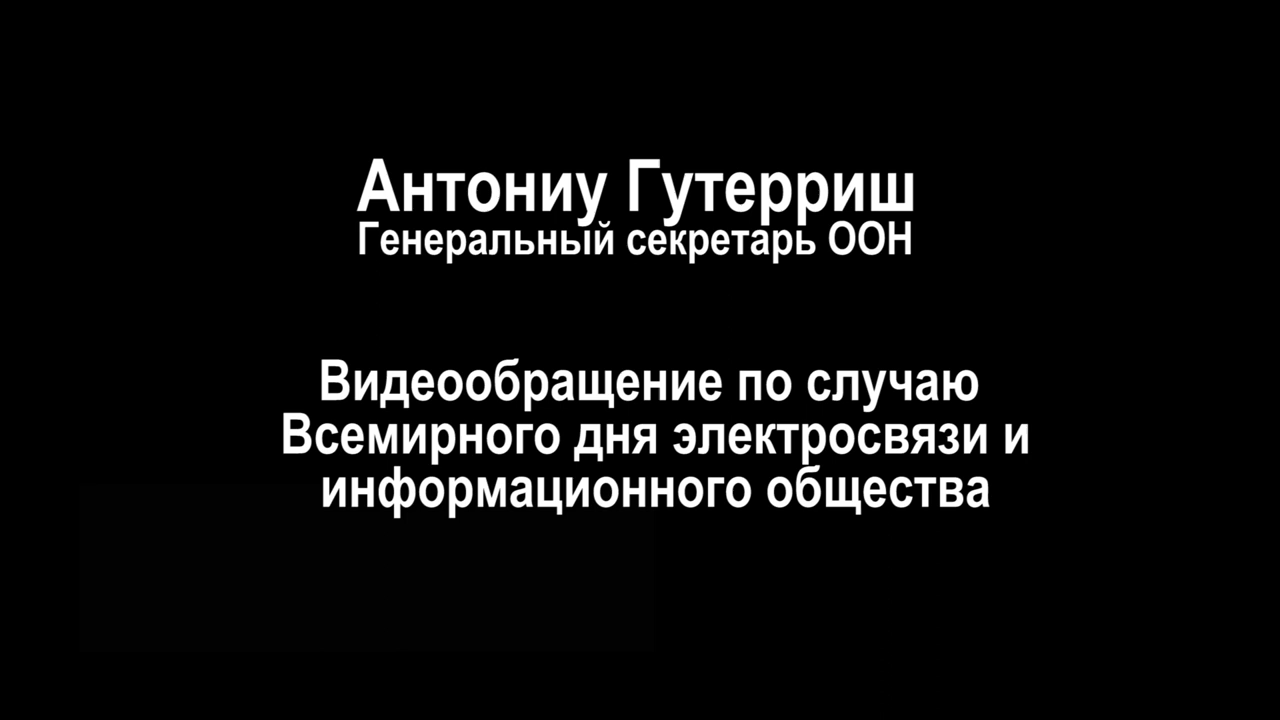 Антониу Гутерриш
Генеральный секретарь ООН
Видеообращение по случаю
Всемирного дня электросвязи и
информационного общества